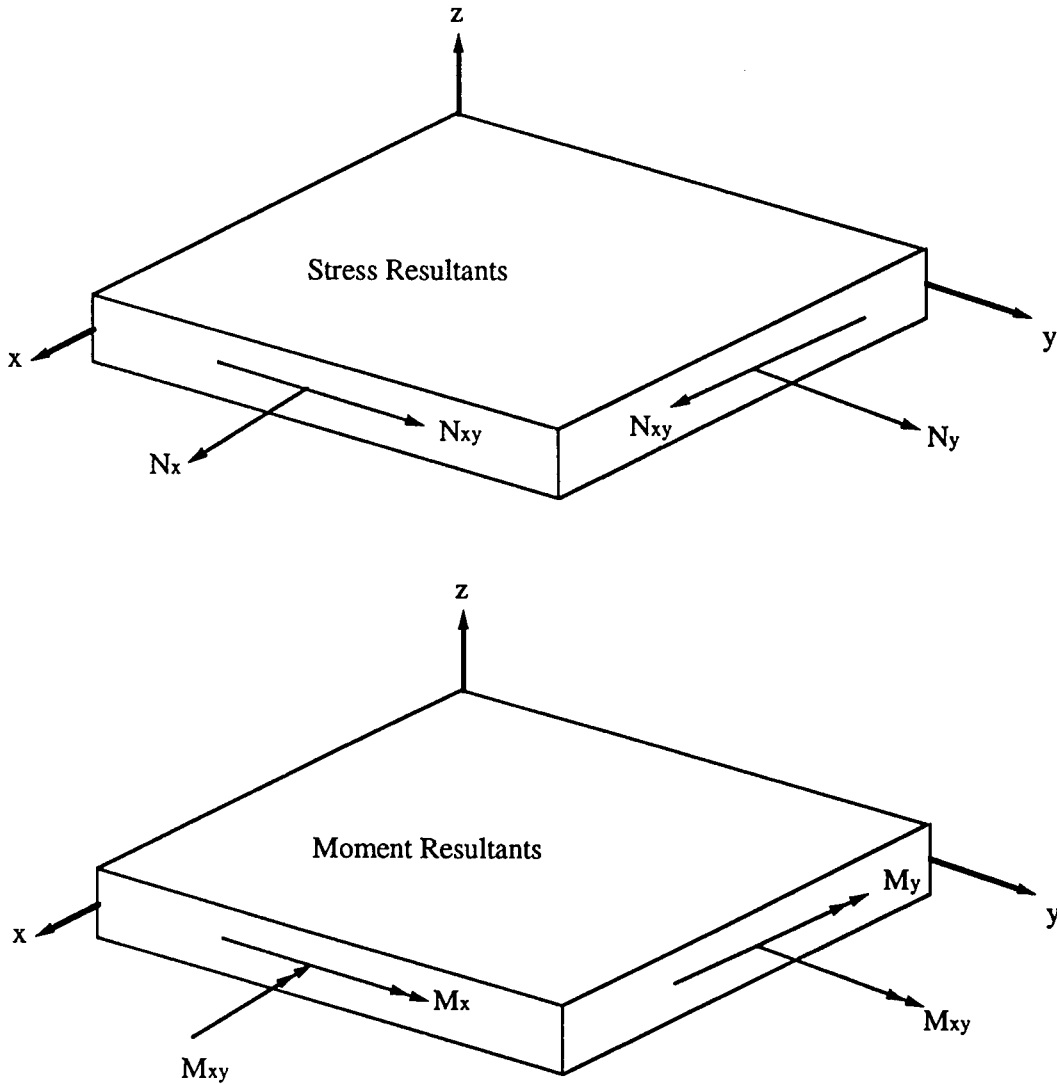 z
Stress Resultants
x
y
Nxy
Nxy
Nx
Ny
z
Moment Resultants
My
x
y
Mx
Mxy
Mxy